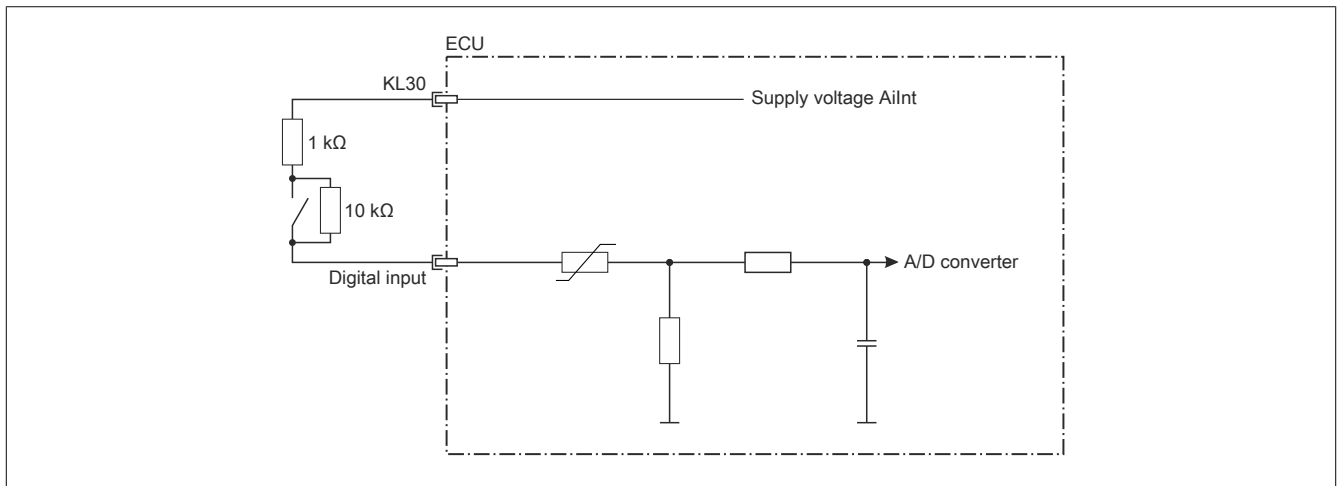 ECU
KL30
Supply voltage AiInt
1 kΩ
10 kΩ
Digital input
A/D converter